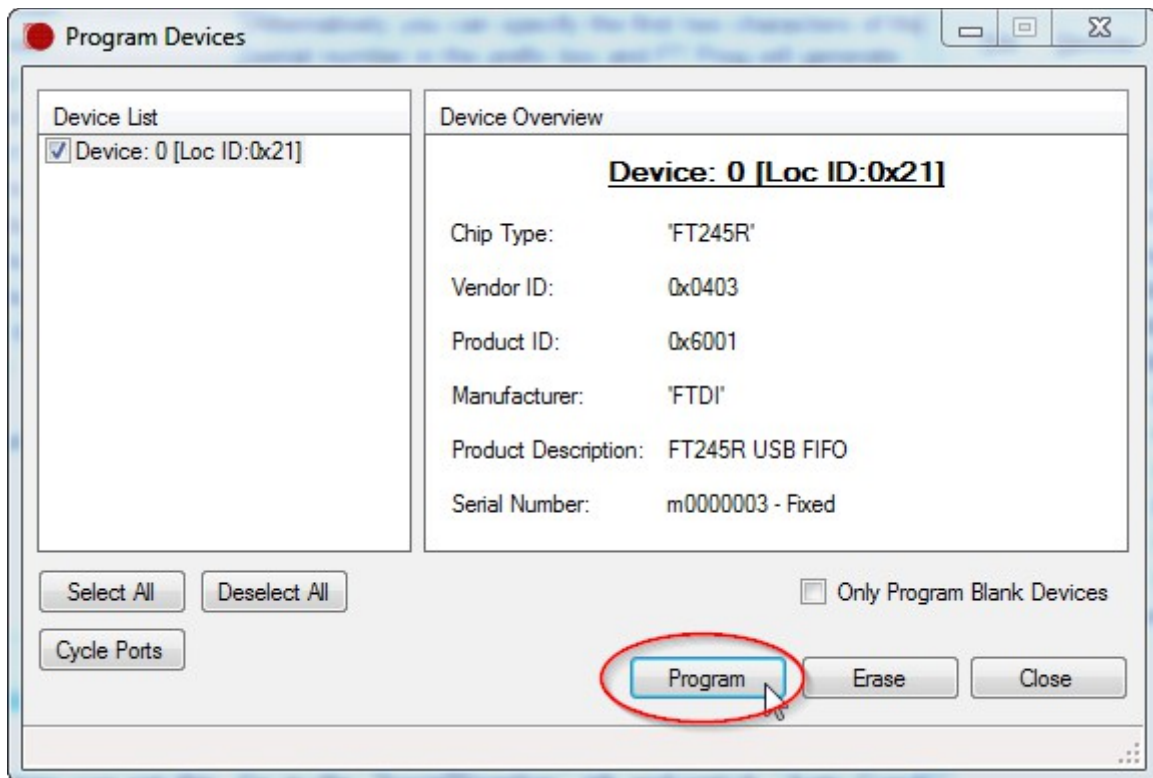 Program Devices
Device List
Device: 0 [Loc ID:0x21]
Device Overview
Device: 0 [Loc ID:0x21]
Chip Type: 'FT245R'
Vendor ID: 0x0403
Product ID: 0x6001
Manufacturer: 'FTDI'
Product Description: FT245R USB FIFO
Serial Number: m0000003 - Fixed
Select All Deselect All Only Program Blank Devices
Cycle Ports
Program Erase Close